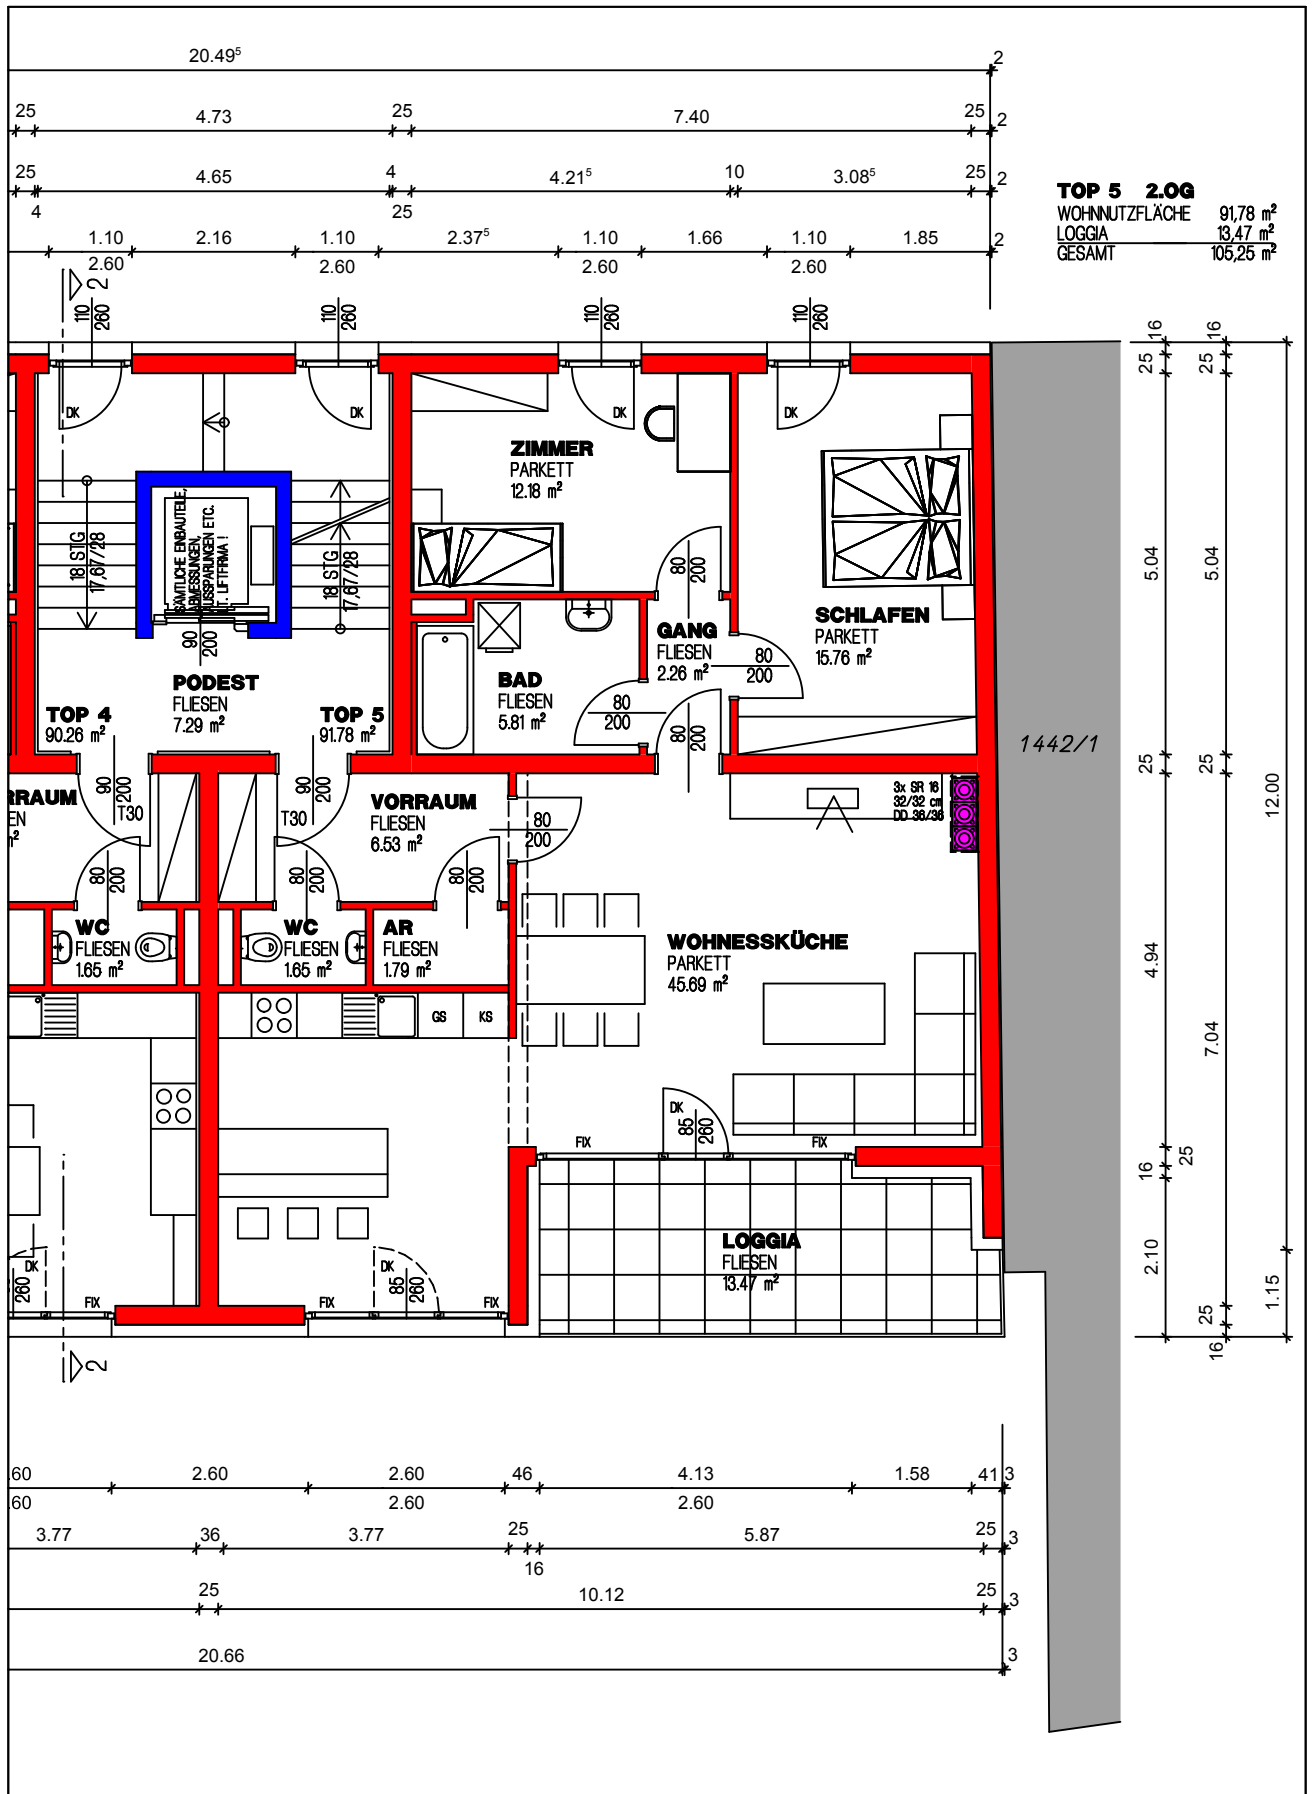 20.49⁵ 2
25 4.73 25 7.40 25 2
25 4.65 4 4.21⁵ 10 3.08⁵ 25 2
4 25
1.10 2.16 1.10 2.37⁵ 1.10 1.66 1.10 1.85 2
2.60 2.60 2.60 2.60
TOP 5 2.OG
WOHNNUTZFLÄCHE 91,78 m²
LOGGIA 13,47 m²
GESAMT 105,25 m²
2
110 110 110 110
260 260 260 260
DK DK DK DK
ZIMMER
PARKETT
12.18 m²
18 STG
17,67/28
SÄMTLICHE EINBAUTEILE,
ABMESSUNGEN,
AUSSPARUNGEN ETC.
LT. LIFTFIRMA !
18 STG
17,67/28
80
200
SCHLAFEN
PARKETT
15.76 m²
GANG
FLIESEN
2.26 m²
80
200
90
200
PODEST
FLIESEN
7.29 m²
BAD
FLIESEN
5.81 m²
80
200
80
200
TOP 4
90.26 m²
TOP 5
91.78 m²
1442/1
90
200
T30
90
200
T30
RRAUM
EN
m²
VORRAUM
FLIESEN
6.53 m²
80
200
3x SR 16
32/32 cm
DD 36/36
80
200
80
200
80
200
WC
FLIESEN
1.65 m²
WC
FLIESEN
1.65 m²
AR
FLIESEN
1.79 m²
WOHNESSKÜCHE
PARKETT
45.69 m²
GS KS
DK
85
260
FIX FIX
LOGGIA
FLIESEN
13.47 m²
DK
260
FIX
DK
85
260
FIX FIX
2
16 16
25 25
5.04 5.04
25 25
12.00
4.94
7.04
25
16
2.10
1.15
25
16
.60 2.60 2.60 46 4.13 1.58 41 3
.60 2.60 2.60
3.77 36 3.77 25 5.87 25 3
16
25 10.12 25 3
20.66 3